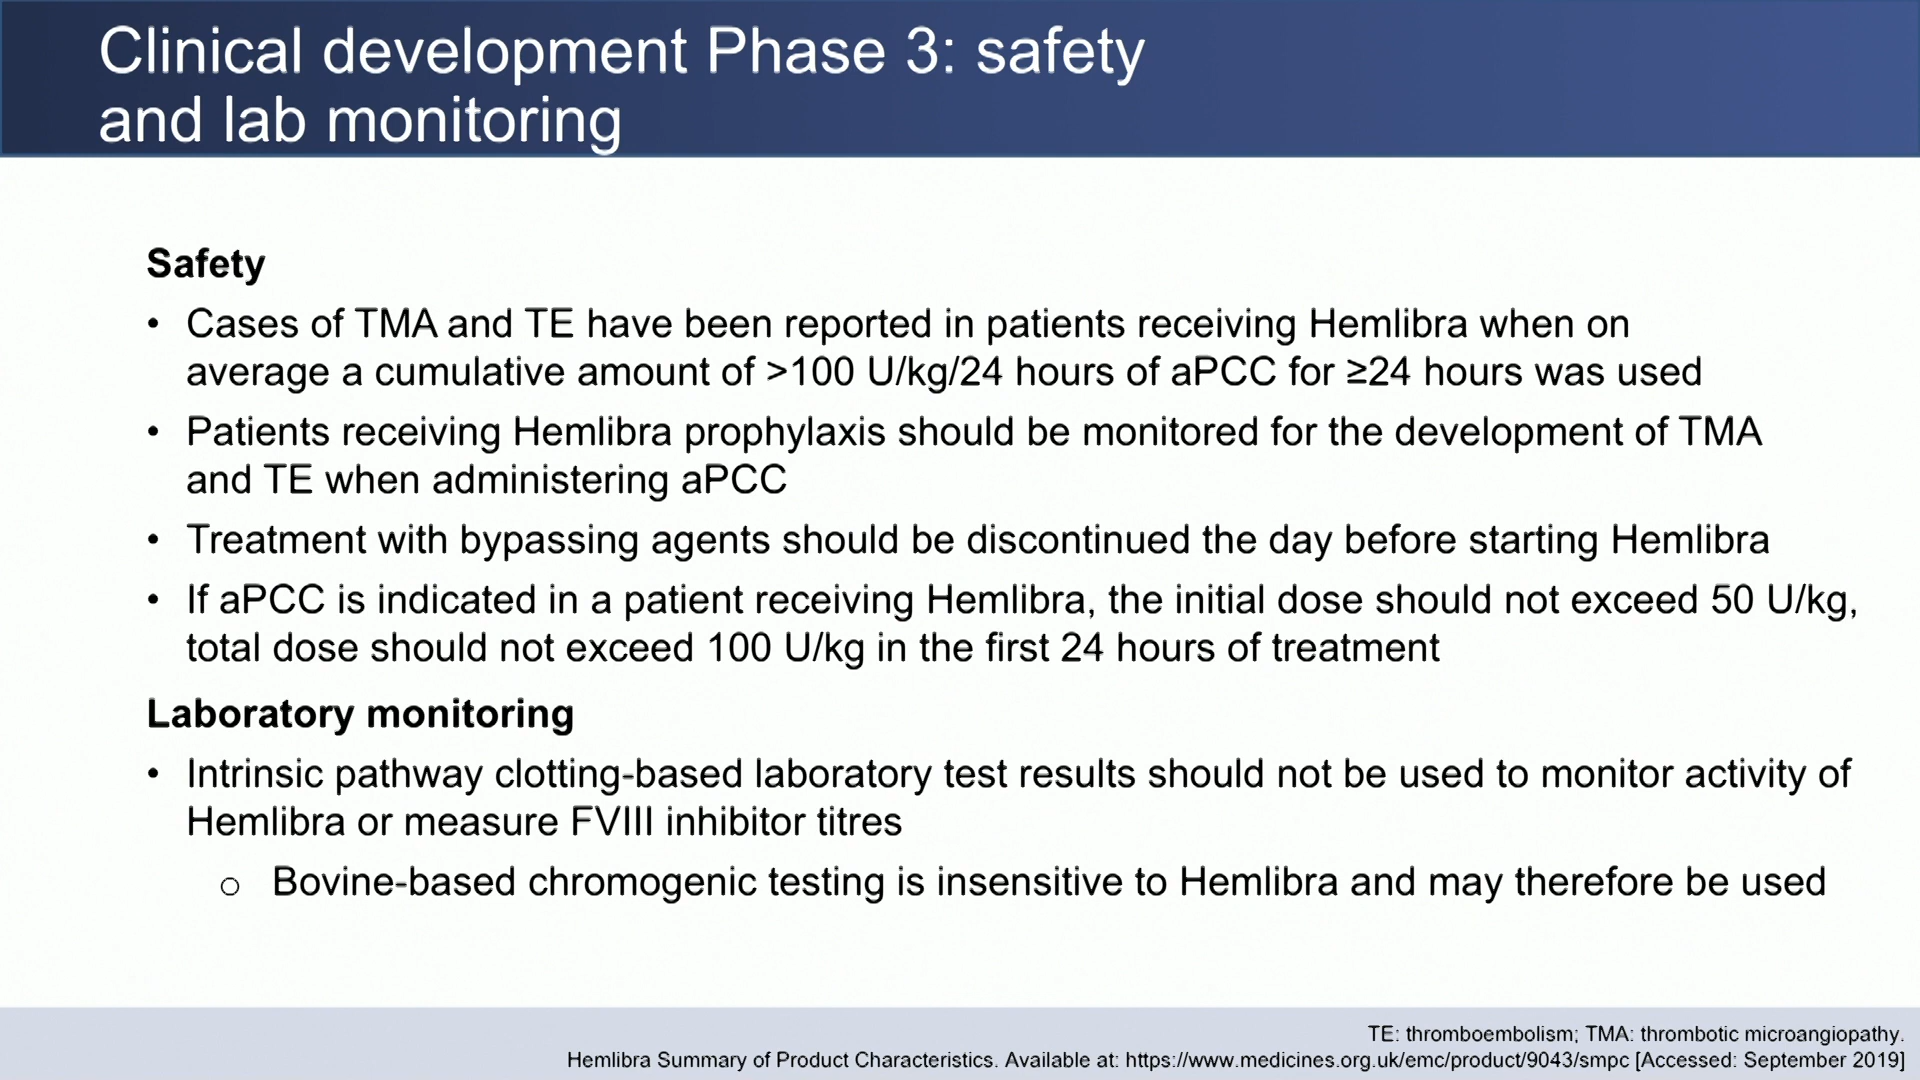 Clinical development Phase 3: safety
and lab monitoring
Safety
• Cases of TMA and TE have been reported in patients receiving Hemlibra when on
average a cumulative amount of >100 U/kg/24 hours of aPCC for ≥24 hours was used
• Patients receiving Hemlibra prophylaxis should be monitored for the development of TMA
and TE when administering aPCC
• Treatment with bypassing agents should be discontinued the day before starting Hemlibra
• If aPCC is indicated in a patient receiving Hemlibra, the initial dose should not exceed 50 U/kg,
total dose should not exceed 100 U/kg in the first 24 hours of treatment
Laboratory monitoring
• Intrinsic pathway clotting-based laboratory test results should not be used to monitor activity of
Hemlibra or measure FVIII inhibitor titres
o Bovine-based chromogenic testing is insensitive to Hemlibra and may therefore be used
TE: thromboembolism; TMA: thrombotic microangiopathy.
Hemlibra Summary of Product Characteristics. Available at: https://www.medicines.org.uk/emc/product/9043/smpc [Accessed: September 2019]